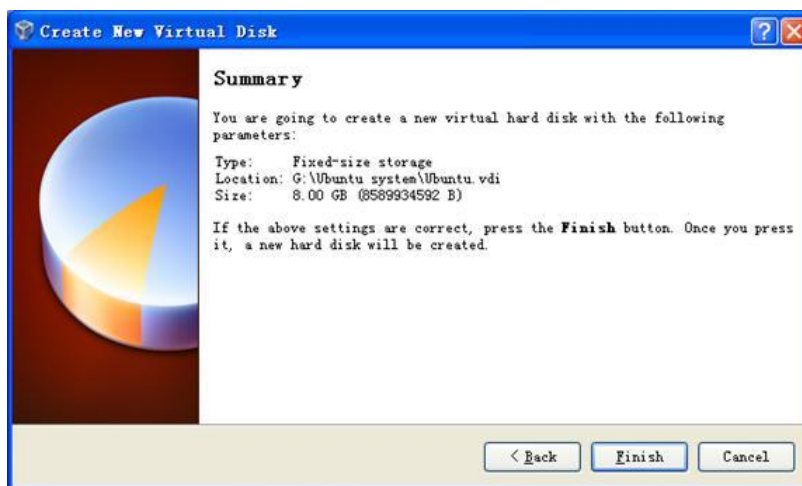 Create New Virtual Disk
Summary
You are going to create a new virtual hard disk with the following
parameters:
Type: Fixed-size storage
Location: G:\Ubuntu system\Ubuntu.vdi
Size: 8.00 GB (8589934592 B)
If the above settings are correct, press the Finish button. Once you press
it, a new hard disk will be created.
< Back Finish Cancel